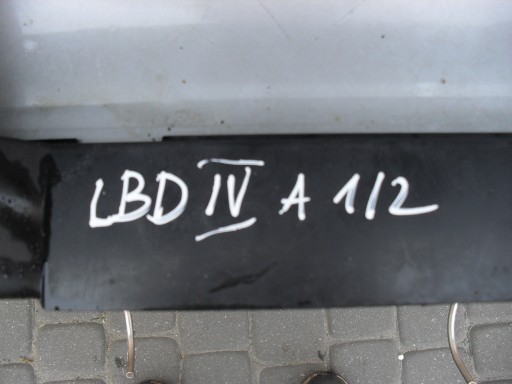 LBD IV A 1/2